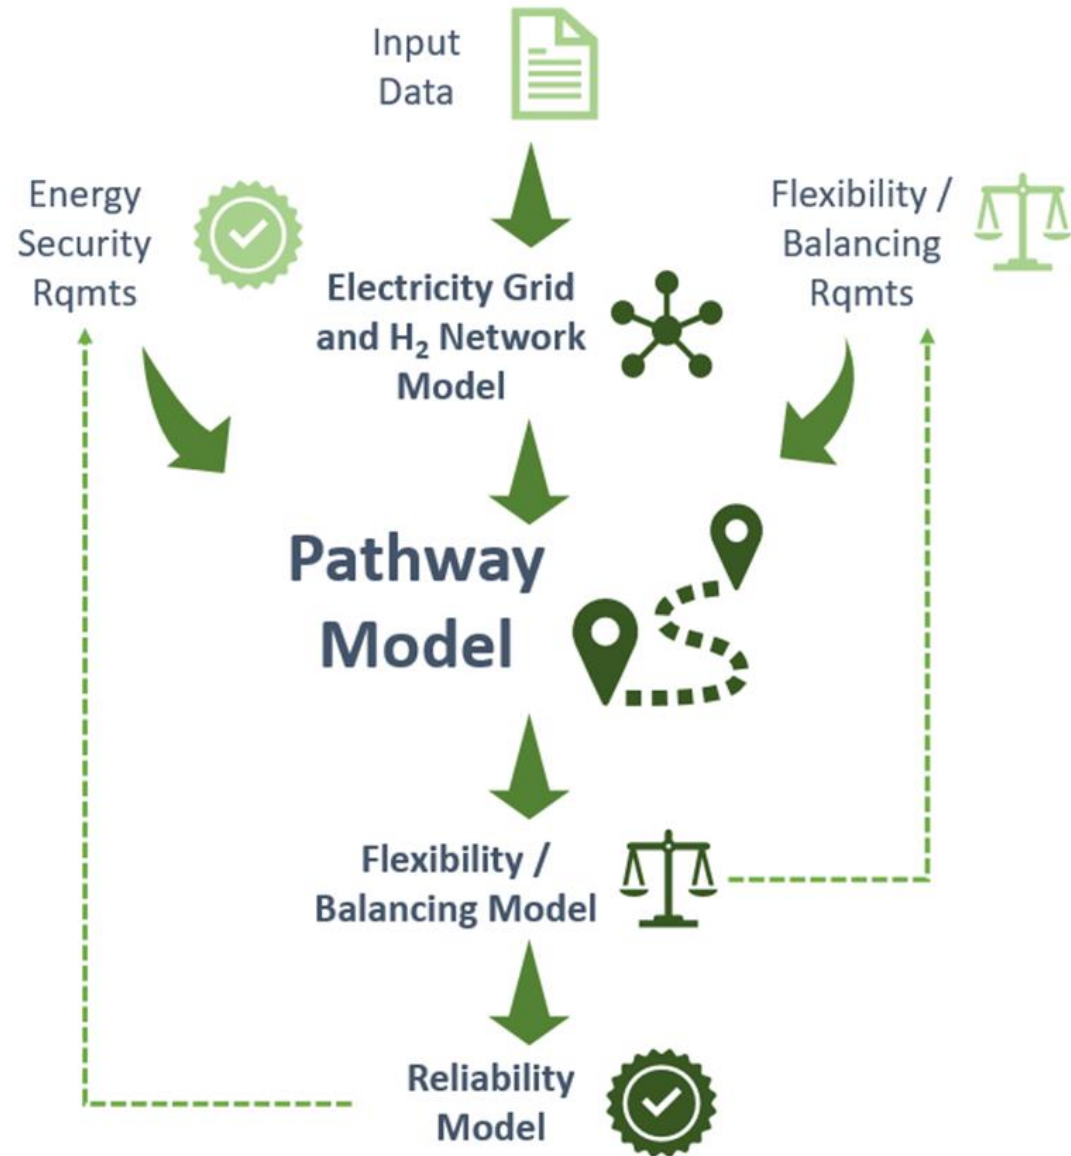 Input
Data
Energy
Security
Rqmts
Flexibility /
Balancing
Rqmts
Electricity Grid
and H₂ Network
Model
Pathway
Model
Flexibility /
Balancing Model
Reliability
Model